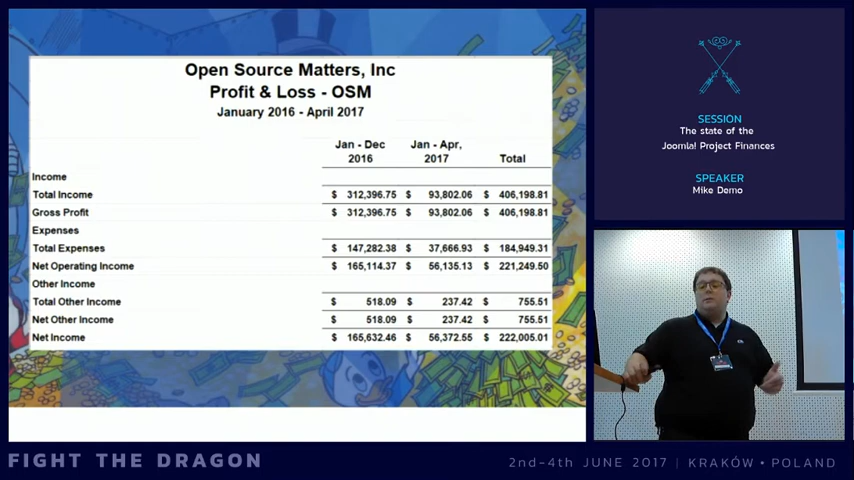 Open Source Matters, Inc
Profit & Loss - OSM
January 2016 - April 2017
Jan - Dec 2016 Jan - Apr, 2017 Total
Income
Total Income $ 312,396.75 $ 93,802.06 $ 406,198.81
Gross Profit $ 312,396.75 $ 93,802.06 $ 406,198.81
Expenses
Total Expenses $ 147,282.38 $ 37,666.93 $ 184,949.31
Net Operating Income $ 165,114.37 $ 56,135.13 $ 221,249.50
Other Income
Total Other Income $ 518.09 $ 237.42 $ 755.51
Net Other Income $ 518.09 $ 237.42 $ 755.51
Net Income $ 165,632.46 $ 56,372.55 $ 222,005.01
SESSION
The state of the
Joomla! Project Finances
SPEAKER
Mike Demo
FIGHT THE DRAGON
2nd-4th JUNE 2017 | KRAKÓW • POLAND